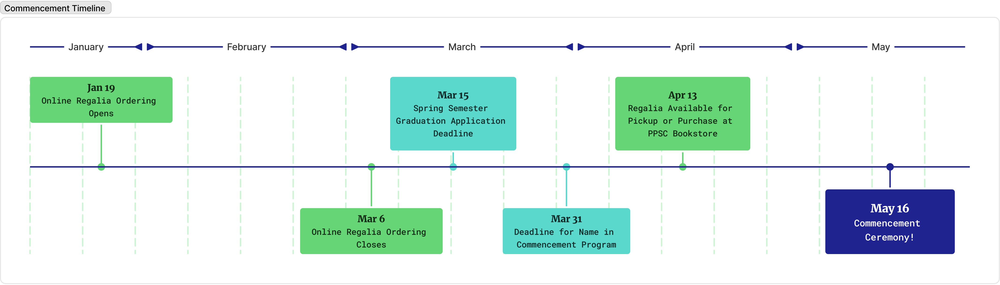 Commencement Timeline
January
February
March
April
May
Jan 19
Online Regalia Ordering
Opens
Mar 15
Spring Semester
Graduation Application
Deadline
Apr 13
Regalia Available for
Pickup or Purchase at
PPSC Bookstore
Mar 6
Online Regalia Ordering
Closes
Mar 31
Deadline for Name in
Commencement Program
May 16
Commencement
Ceremony!